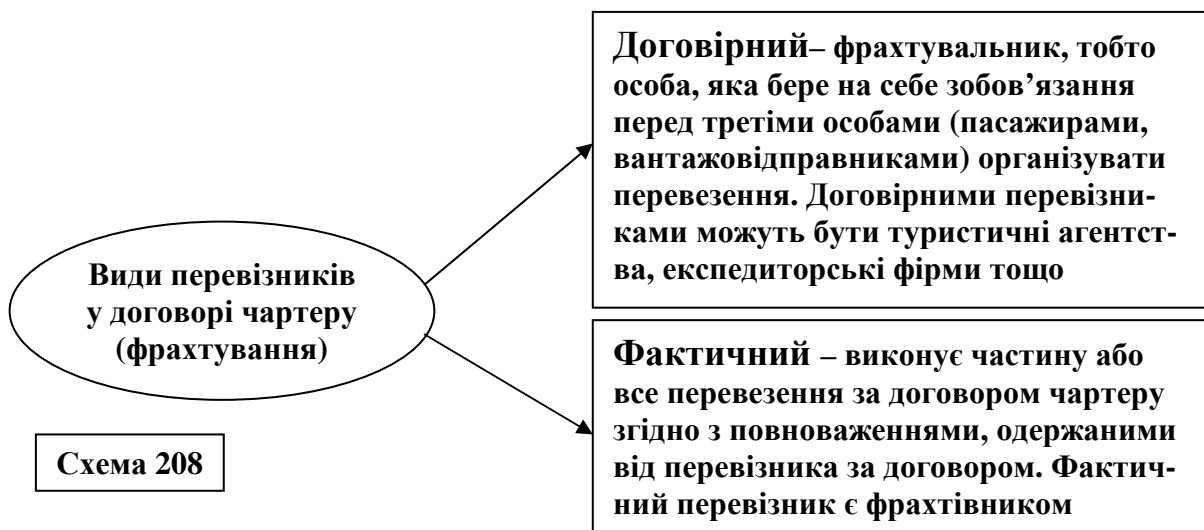 Договірний– фрахтувальник, тобто
особа, яка бере на себе зобов’язання
перед третіми особами (пасажирами,
вантажовідправниками) організувати
перевезення. Договірними перевізни-
ками можуть бути туристичні агентст-
ва, експедиторські фірми тощо
Види перевізників
у договорі чартеру
(фрахтування)
Фактичний – виконує частину або
все перевезення за договором чартеру
згідно з повноваженнями, одержаними
від перевізника за договором. Фактич-
ний перевізник є фрахтівником
Схема 208